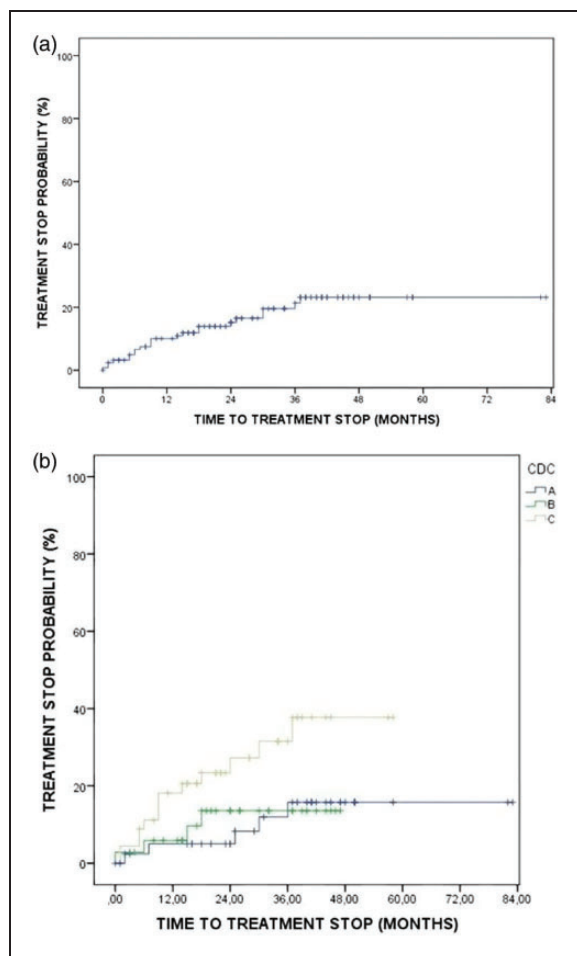 (a)
TREATMENT STOP PROBABILITY (%)
100
80
60
40
20
0
0 12 24 36 48 60 72 84
TIME TO TREATMENT STOP (MONTHS)
(b)
CDC
A
B
C
TREATMENT STOP PROBABILITY (%)
100
80
60
40
20
0
,00 12,00 24,00 36,00 48,00 60,00 72,00 84,00
TIME TO TREATMENT STOP (MONTHS)